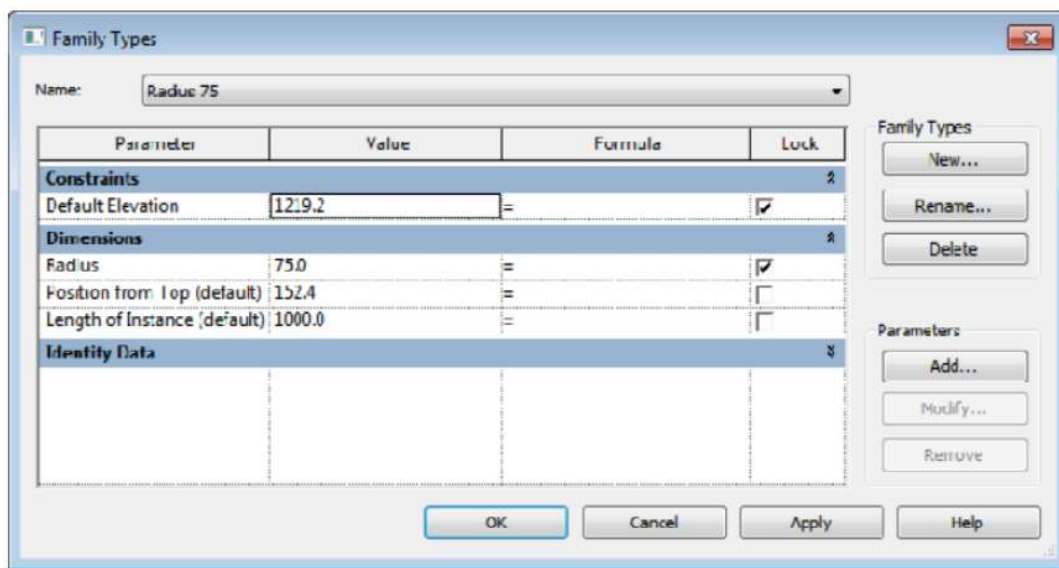 Family Types
Name: Radius 75
Parameter Value Formula Lock
Constraints
Default Elevation 1219.2 =
Dimensions
Radius 75.0 =
Position from Top (default) 152.4 =
Length of Instance (default) 1000.0 =
Identity Data
Family Types
New...
Rename...
Delete
Parameters
Add...
Modify...
Remove
OK Cancel Apply Help